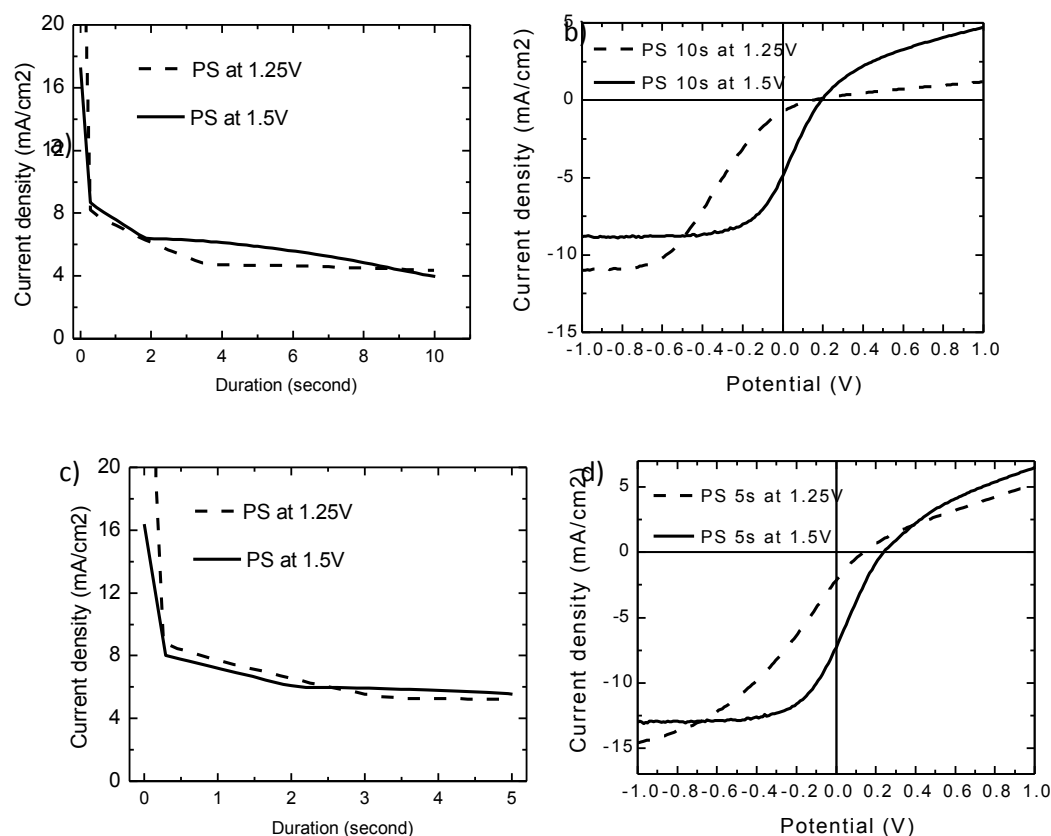 20
16
12
8
4
0
Current density (mA/cm2)
a)
PS at 1.25V
PS at 1.5V
0 2 4 6 8 10
Duration (second)
b)
5
0
-5
-10
-15
Current density (mA/cm2)
PS 10s at 1.25V
PS 10s at 1.5V
-1.0 -0.8 -0.6 -0.4 -0.2 0.0 0.2 0.4 0.6 0.8 1.0
Potential (V)
c)
20
16
12
8
4
0
Current density (mA/cm2)
PS at 1.25V
PS at 1.5V
0 1 2 3 4 5
Duration (second)
d)
5
0
-5
-10
-15
Current density (mA/cm2)
PS 5s at 1.25V
PS 5s at 1.5V
-1.0 -0.8 -0.6 -0.4 -0.2 0.0 0.2 0.4 0.6 0.8 1.0
Potential (V)